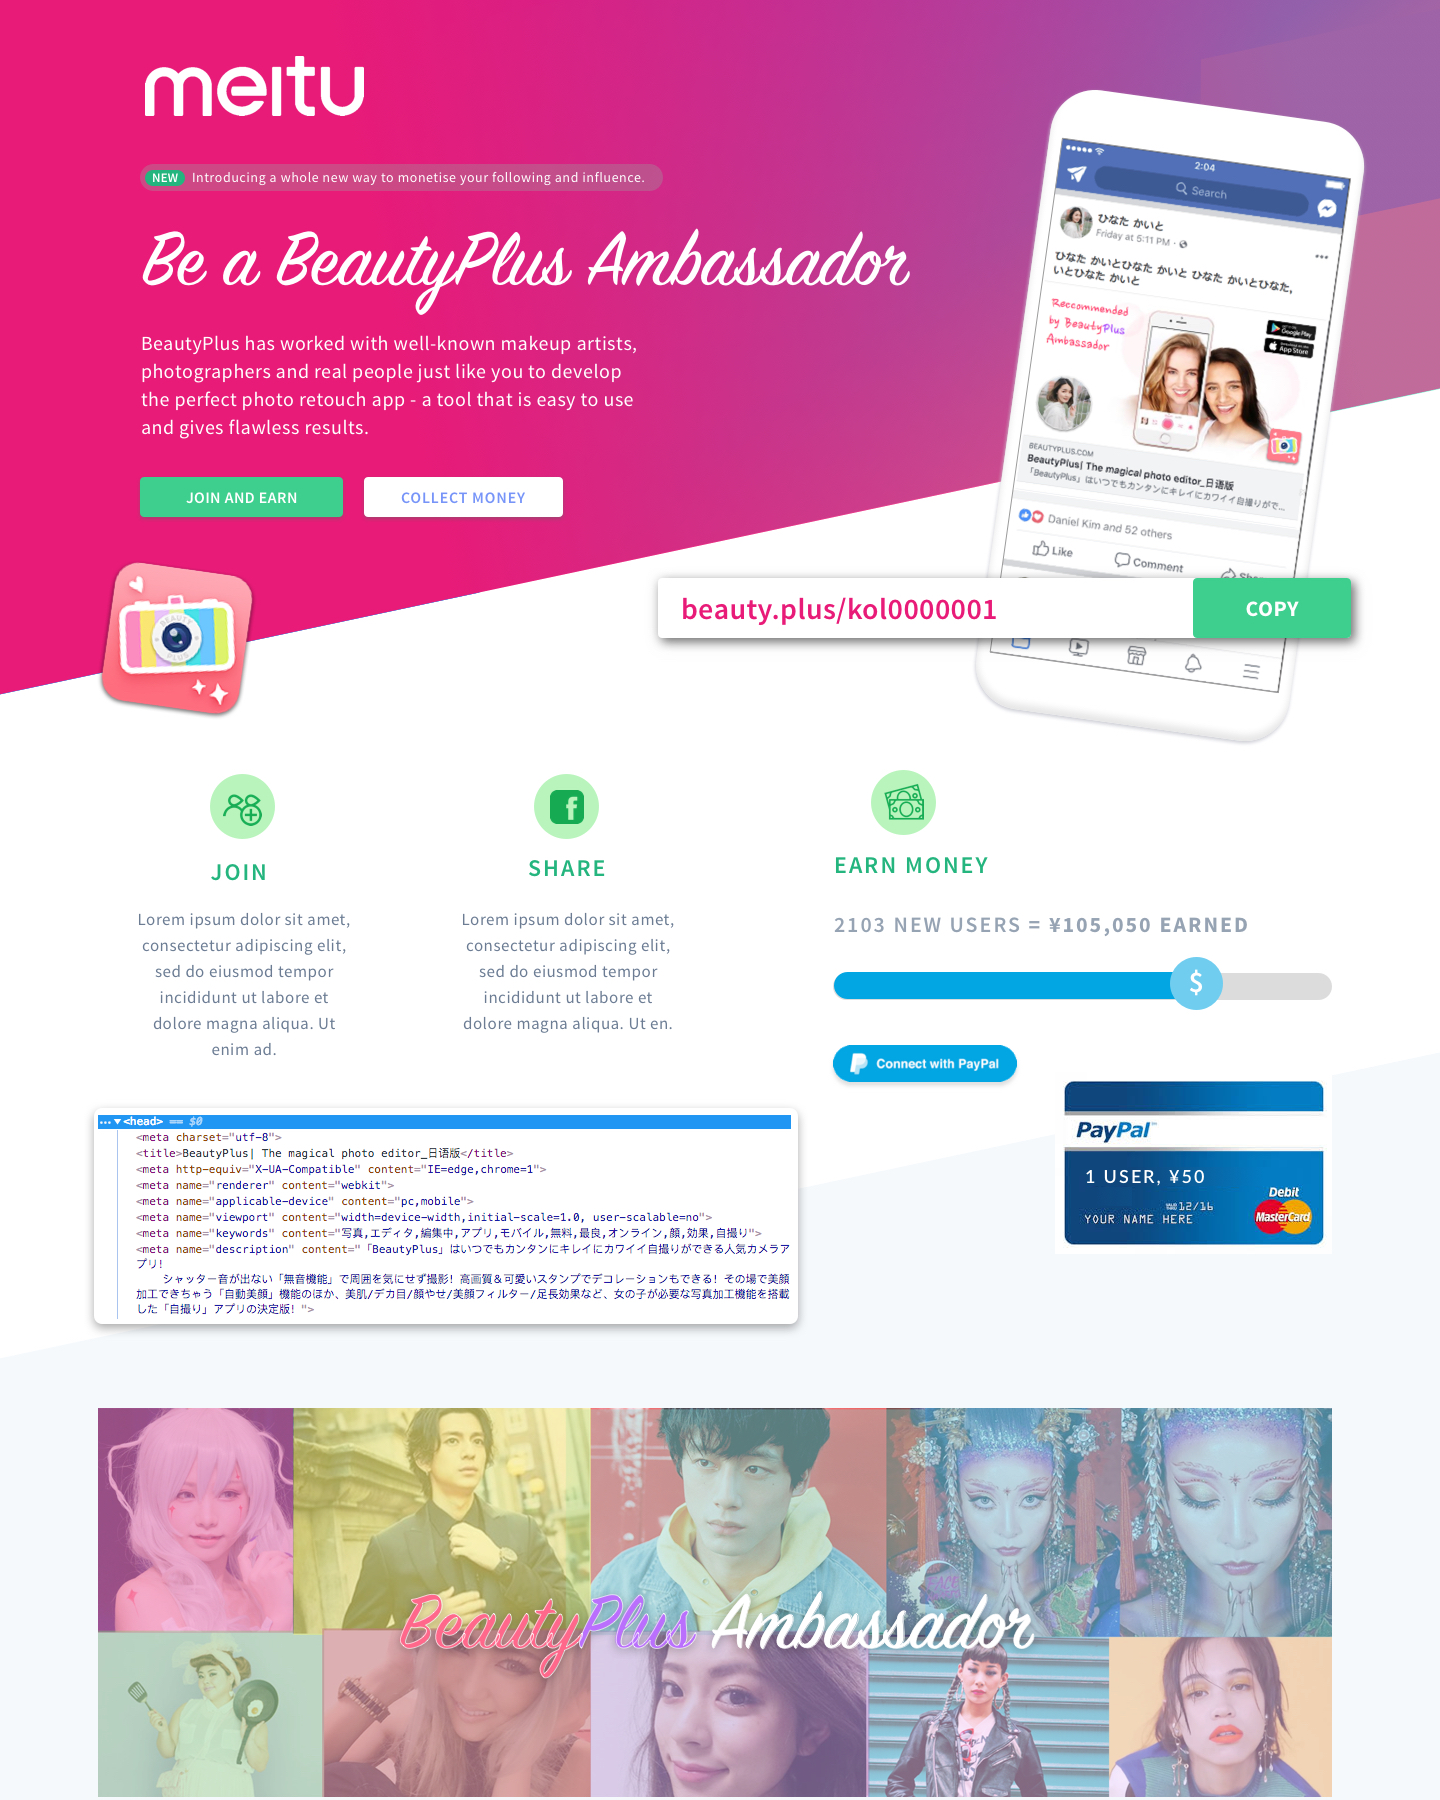 meitu
NEW Introducing a whole new way to monetise your following and influence.
Be a BeautyPlus Ambassador
BeautyPlus has worked with well-known makeup artists,
photographers and real people just like you to develop
the perfect photo retouch app - a tool that is easy to use
and gives flawless results.
JOIN AND EARN
COLLECT MONEY
2:04
Search
ひなた かいと
Friday at 5:11 PM
ひなた かいとひなた かいと ひなた かいとひなた,
いとひなた かいと
Reccommended
by BeautyPlus
Ambassador
Google Play
App Store
BEAUTYPLUS.COM
BeautyPlus| The magical photo editor_日语版
「BeautyPlus」はいつでもカンタンにキレイにカワイイ自撮りがで...
Daniel Kim and 52 others
Like
Comment
beauty.plus/kol0000001
COPY
BEAUTY
PLUS
JOIN
Lorem ipsum dolor sit amet,
consectetur adipiscing elit,
sed do eiusmod tempor
incididunt ut labore et
dolore magna aliqua. Ut
enim ad.
SHARE
Lorem ipsum dolor sit amet,
consectetur adipiscing elit,
sed do eiusmod tempor
incididunt ut labore et
dolore magna aliqua. Ut en.
EARN MONEY
2103 NEW USERS = ¥105,050 EARNED
$
Connect with PayPal
PayPal
1 USER, ¥50
12/16
YOUR NAME HERE
Debit
MasterCard
…▼<head> == $0
<meta charset="utf-8">
<title>BeautyPlus| The magical photo editor_日语版</title>
<meta http-equiv="X-UA-Compatible" content="IE=edge,chrome=1">
<meta name="renderer" content="webkit">
<meta name="applicable-device" content="pc,mobile">
<meta name="viewport" content="width=device-width,initial-scale=1.0, user-scalable=no">
<meta name="keywords" content="写真,エディタ,編集中,アプリ,モバイル,無料,最良,オンライン,顔,効果,自撮り">
<meta name="description" content="「BeautyPlus」はいつでもカンタンにキレイにカワイイ自撮りができる人気カメラア
プリ!
シャッター音が出ない「無音機能」で周囲を気にせず撮影! 高画質＆可愛いスタンプでデコレーションもできる! その場で美顔
加工できちゃう「自動美顔」機能のほか、美肌/デカ目/顔やせ/美顔フィルター/足長効果など、女の子が必要な写真加工機能を搭載
した「自撮り」アプリの決定版! ">
BeautyPlus Ambassador